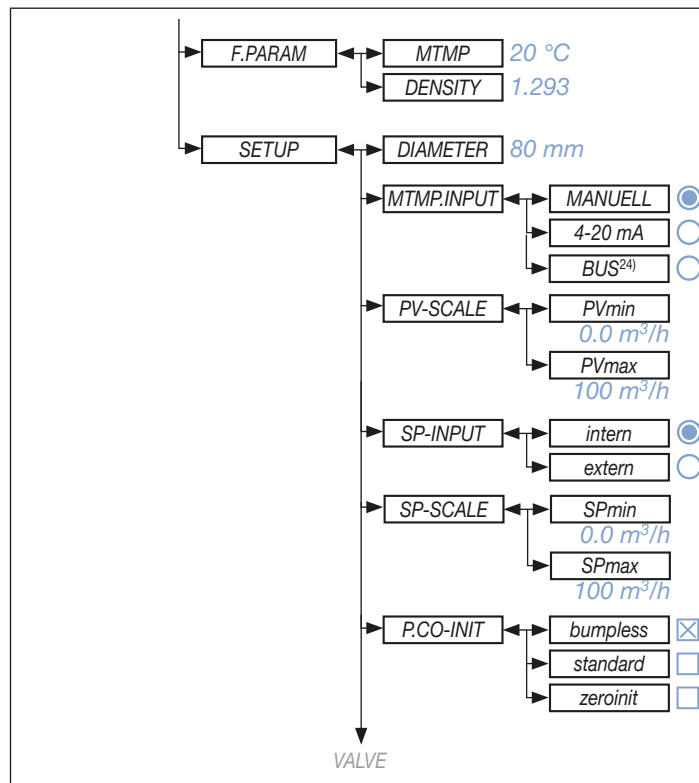 F.PARAM MTMP 20 °C
DENSITY 1.293
SETUP DIAMETER 80 mm
MTMP.INPUT MANUELL
4-20 mA
BUS²⁴⁾
PV-SCALE PVmin
0.0 m³/h
PVmax
100 m³/h
SP-INPUT intern
extern
SP-SCALE SPmin
0.0 m³/h
SPmax
100 m³/h
P.CO-INIT bumpless
standard
zeroinit
VALVE